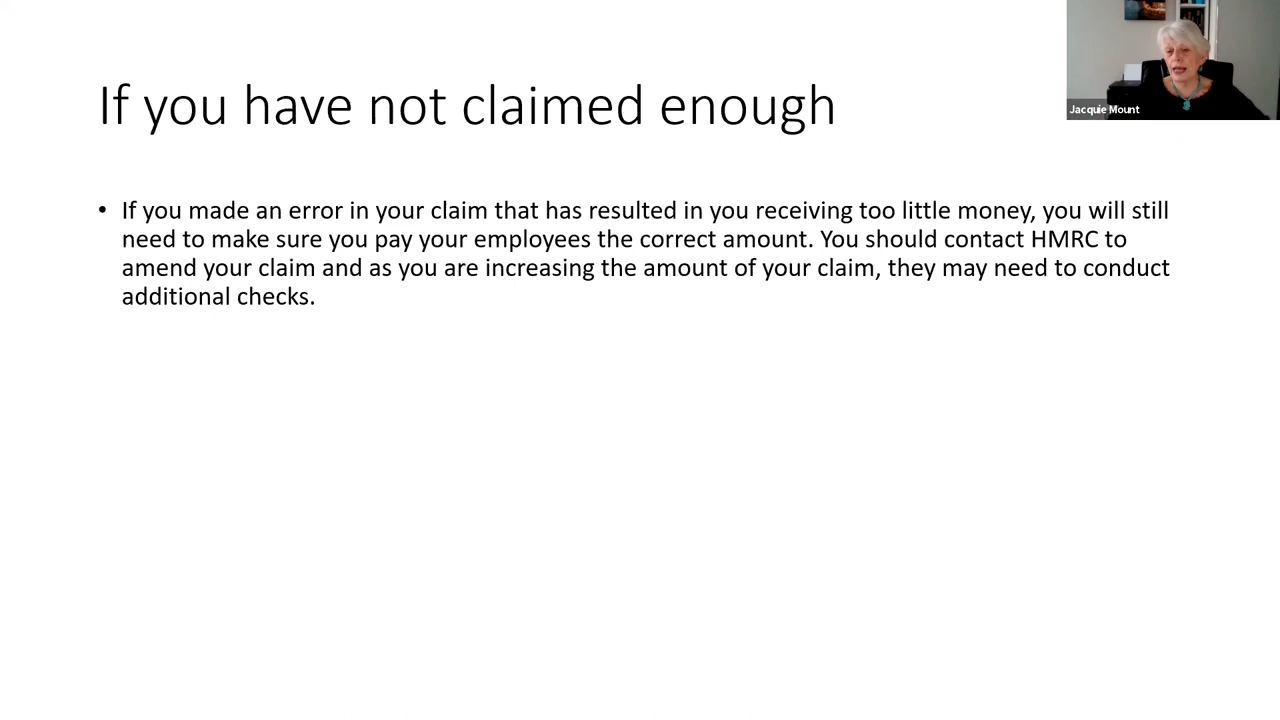 If you have not claimed enough
Jacquie Mount
• If you made an error in your claim that has resulted in you receiving too little money, you will still
need to make sure you pay your employees the correct amount. You should contact HMRC to
amend your claim and as you are increasing the amount of your claim, they may need to conduct
additional checks.